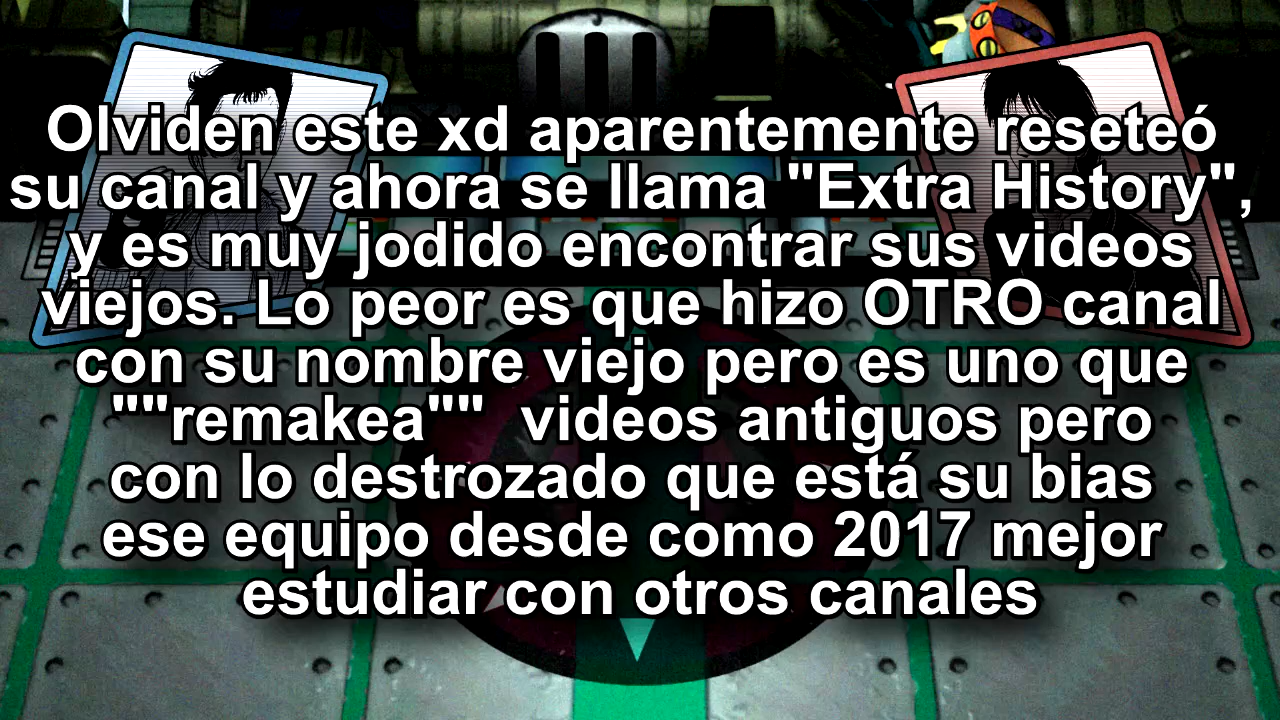 Olviden este xd aparentemente reseteó
su canal y ahora se llama "Extra History",
y es muy jodido encontrar sus videos
viejos. Lo peor es que hizo OTRO canal
con su nombre viejo pero es uno que
""remakea""  videos antiguos pero
con lo destrozado que está su bias
ese equipo desde como 2017 mejor
estudiar con otros canales